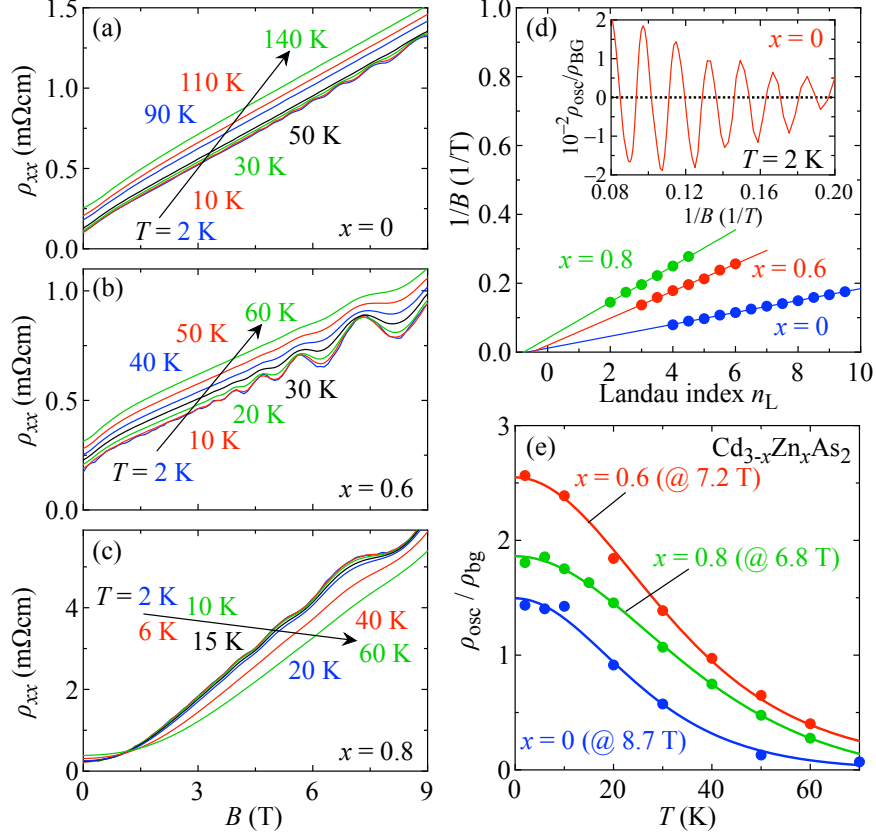 (a)
1.5
1.0
0.5
0.0
ρxx (mΩcm)
140 K
110 K
90 K
50 K
30 K
10 K
T = 2 K
x = 0
(b)
1.0
0.5
0.0
ρxx (mΩcm)
60 K
50 K
40 K
30 K
20 K
10 K
T = 2 K
x = 0.6
(c)
4
2
0
ρxx (mΩcm)
T = 2 K
10 K
6 K
15 K
40 K
60 K
20 K
x = 0.8
0 3 6 9
B (T)
(d)
1.0
0.8
0.6
0.4
0.2
0.0
1/B (1/T)
2
1
0
−1
−2
10⁻²ρosc/ρBG
x = 0
T = 2 K
0.08 0.12 0.16 0.20
1/B (1/T)
x = 0.8
x = 0.6
x = 0
0 2 4 6 8 10
Landau index nL
(e)
Cd3-xZnxAs2
3
2
1
0
ρosc / ρbg
x = 0.6 (@ 7.2 T)
x = 0.8 (@ 6.8 T)
x = 0 (@ 8.7 T)
0 20 40 60
T (K)